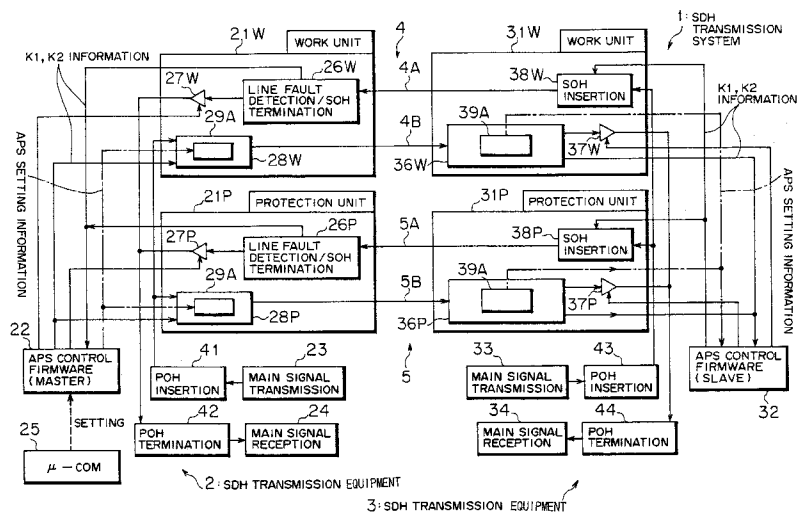 1: SDH
TRANSMISSION
SYSTEM
21W
WORK UNIT
4
31W
WORK UNIT
K1, K2 INFORMATION
27W
26W
LINE FAULT
DETECTION/SOH
TERMINATION
4A
38W
SOH
INSERTION
K1, K2
INFORMATION
29A
28W
4B
39A
36W
37W
APS SETTING
INFORMATION
APS SETTING INFORMATION
21P
PROTECTION UNIT
31P
PROTECTION UNIT
27P
26P
LINE FAULT
DETECTION/SOH
TERMINATION
5A
38P
SOH
INSERTION
29A
28P
5B
39A
36P
37P
5
22
APS CONTROL
FIRMWARE
(MASTER)
APS CONTROL
FIRMWARE
(SLAVE)
32
41
POH
INSERTION
23
MAIN SIGNAL
TRANSMISSION
33
MAIN SIGNAL
TRANSMISSION
43
POH
INSERTION
SETTING
42
POH
TERMINATION
24
MAIN SIGNAL
RECEPTION
34
MAIN SIGNAL
RECEPTION
44
POH
TERMINATION
25
μ-COM
2: SDH TRANSMISSION EQUIPMENT
3: SDH TRANSMISSION EQUIPMENT